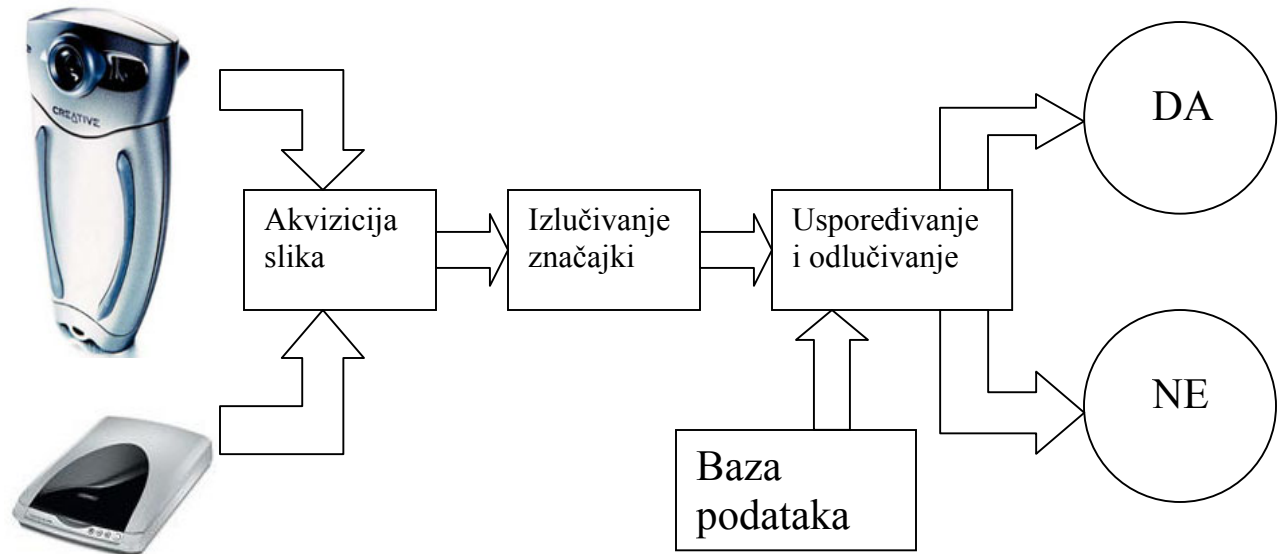 CREATIVE
Akvizicija
slika
Izlučivanje
značajki
Uspoređivanje
i odlučivanje
DA
NE
Baza
podataka